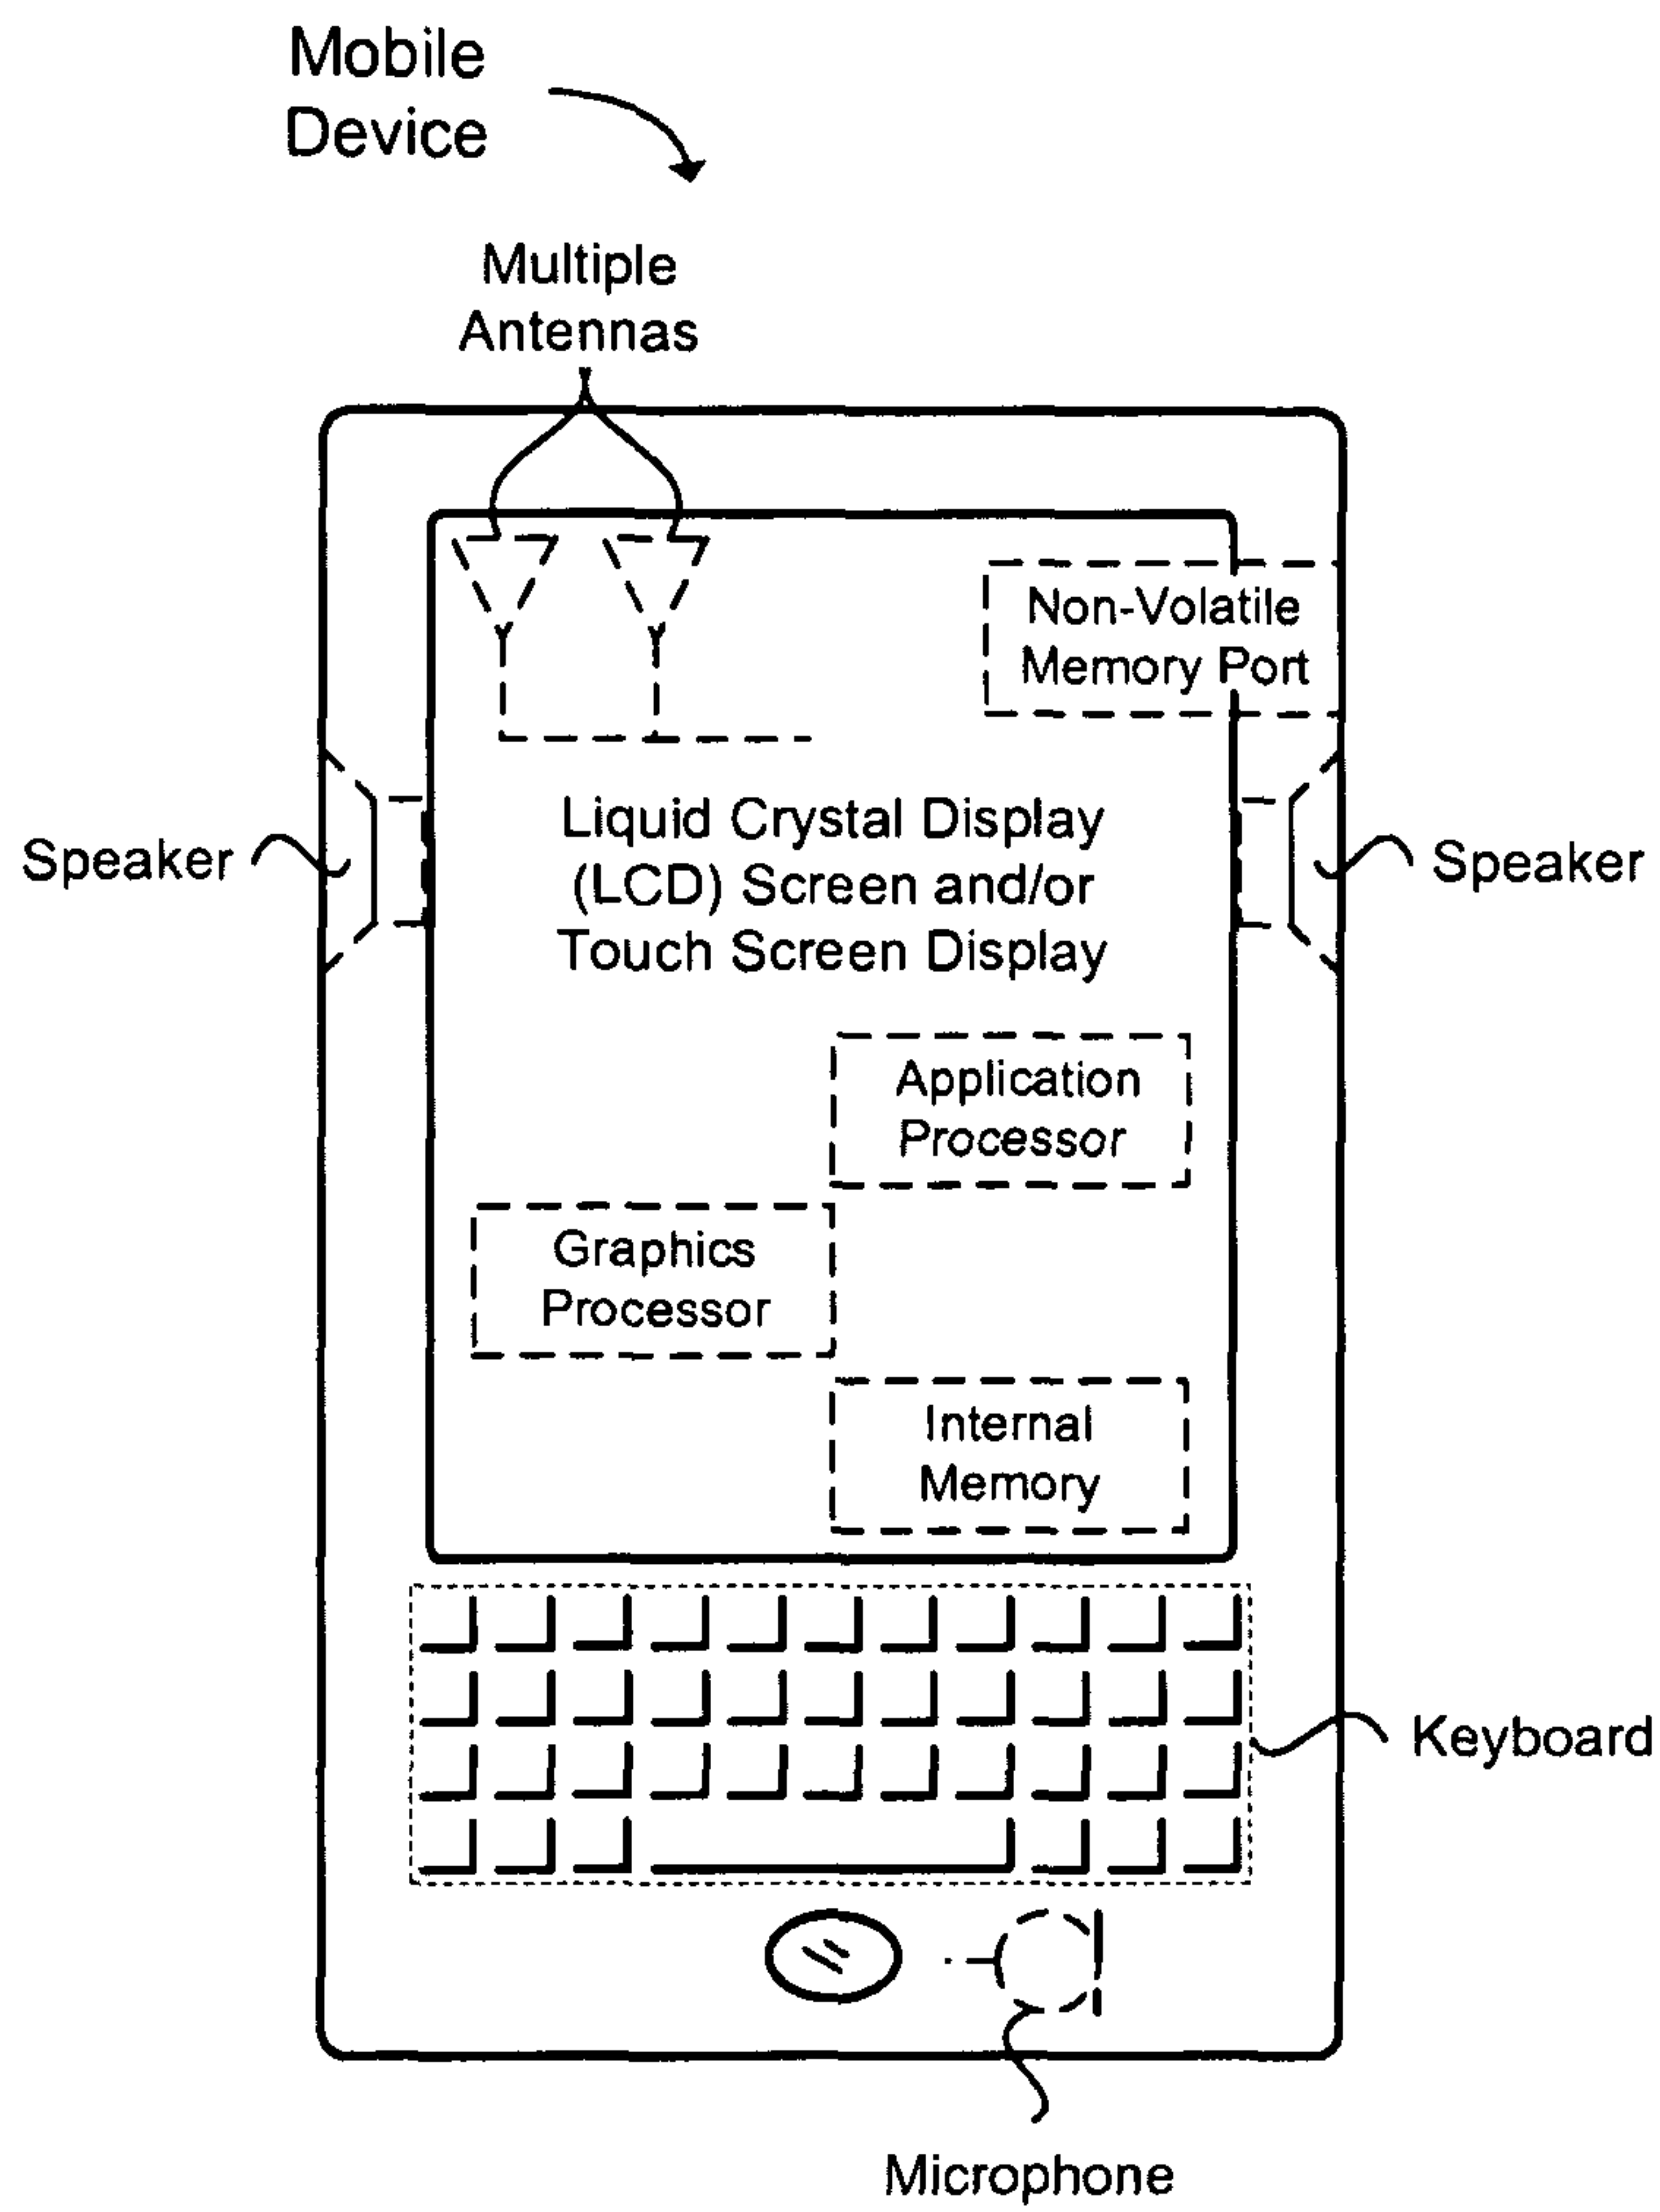 Mobile
Device
Multiple
Antennas
Non-Volatile
Memory Port
Speaker
Liquid Crystal Display
(LCD) Screen and/or
Touch Screen Display
Speaker
Application
Processor
Graphics
Processor
Internal
Memory
Keyboard
Microphone